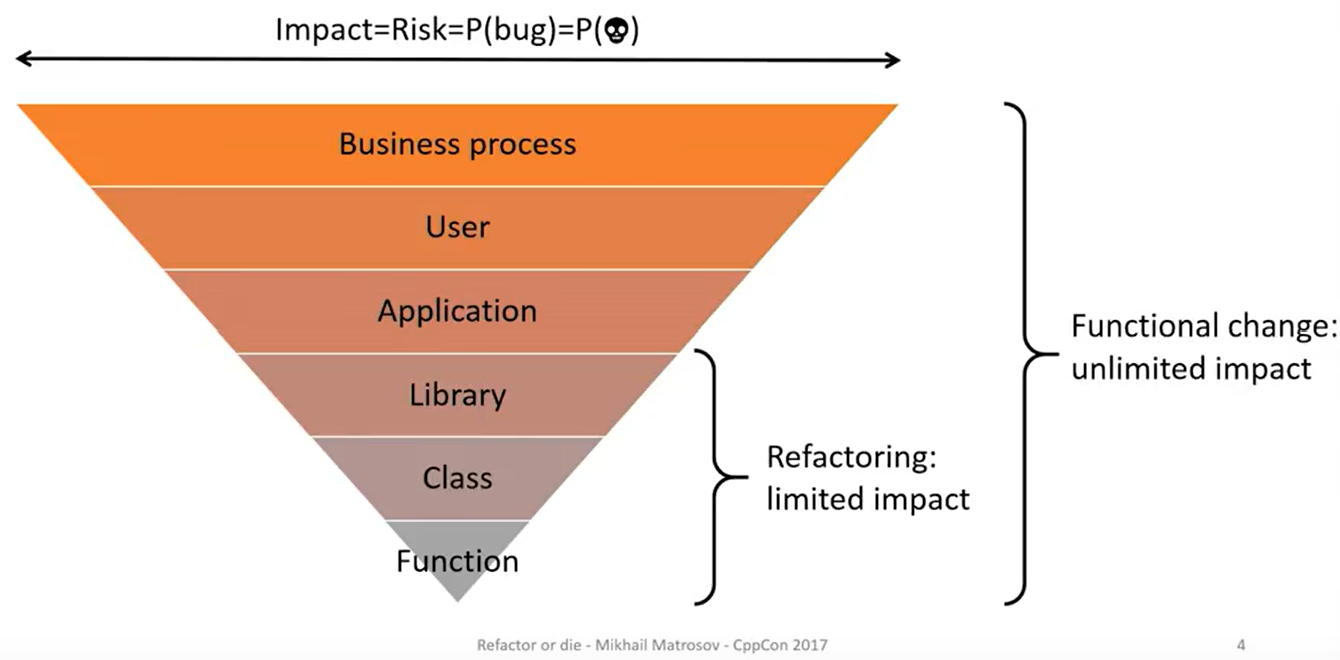 Impact=Risk=P(bug)=P(💀)
Business process
User
Application
Library
Class
Function
Refactoring:
limited impact
Functional change:
unlimited impact
Refactor or die - Mikhail Matrosov - CppCon 2017
4